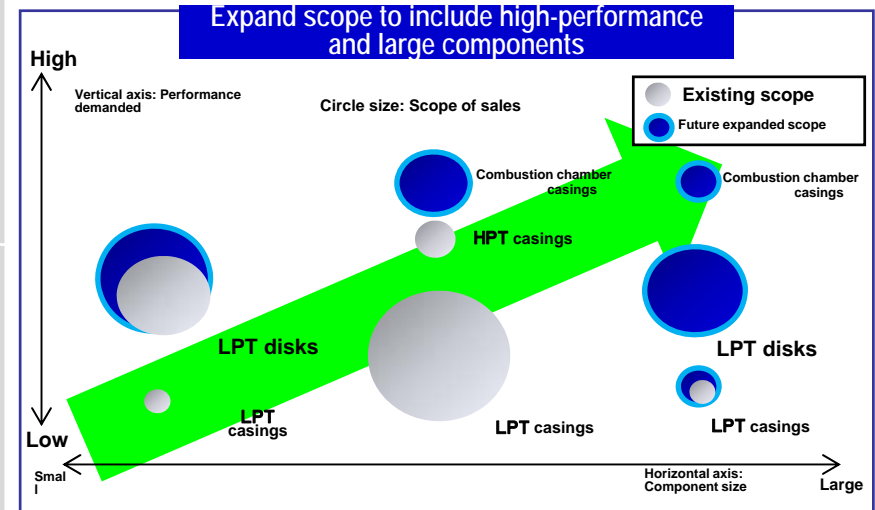 Expand scope to include high-performance
and large components
High
Vertical axis: Performance
demanded
Circle size: Scope of sales
Existing scope
Future expanded scope
Combustion chamber
casings
Combustion chamber
casings
HPT casings
LPT disks
LPT disks
LPT
casings
LPT casings
LPT casings
Low
Smal
l
Horizontal axis:
Component size
Large